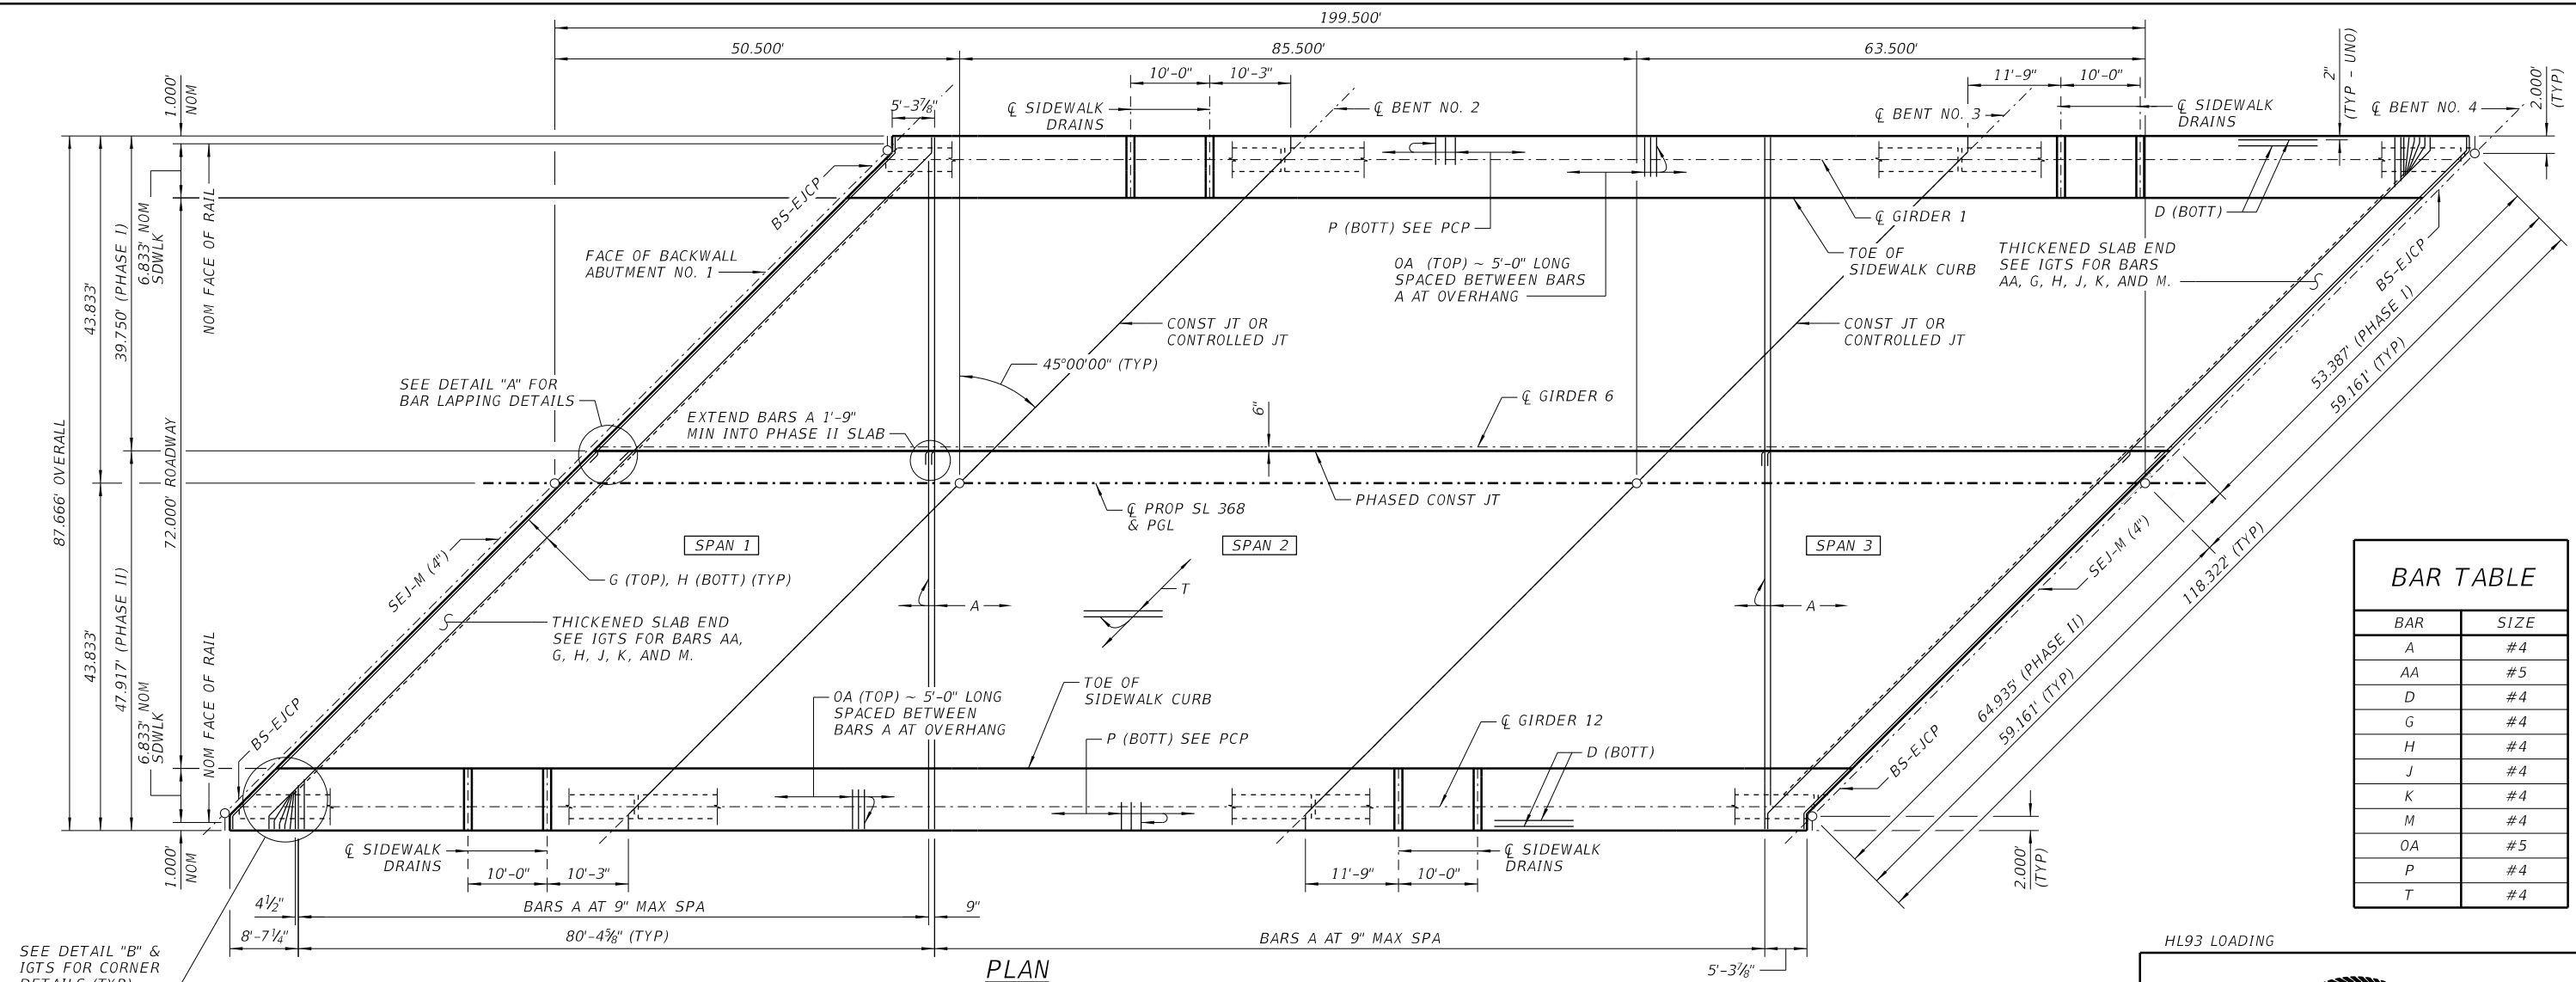 199.500'
50.500'
85.500'
63.500'
1.000'
NOM
5'-3⅞"
℄ SIDEWALK
DRAINS
10'-0"
10'-3"
℄ BENT NO. 2
℄ BENT NO. 3
11'-9"
10'-0"
℄ SIDEWALK
DRAINS
2"
(TYP - UNO)
℄ BENT NO. 4
2.000'
(TYP)
BS-EJCP
FACE OF BACKWALL
ABUTMENT NO. 1
P (BOTT) SEE PCP
OA (TOP) ~ 5'-0" LONG
SPACED BETWEEN BARS
A AT OVERHANG
℄ GIRDER 1
TOE OF
SIDEWALK CURB
D (BOTT)
THICKENED SLAB END
SEE IGTS FOR BARS
AA, G, H, J, K, AND M.
BS-EJCP
87.666' OVERALL
43.833'
39.750' (PHASE I)
6.833' NOM
SDWLK
NOM FACE OF RAIL
72.000' ROADWAY
CONST JT OR
CONTROLLED JT
CONST JT OR
CONTROLLED JT
45°00'00" (TYP)
SEE DETAIL "A" FOR
BAR LAPPING DETAILS
EXTEND BARS A 1'-9"
MIN INTO PHASE II SLAB
6"
℄ GIRDER 6
53.387' (PHASE I)
59.161' (TYP)
℄ PROP SL 368
& PGL
PHASED CONST JT
SPAN 1
SPAN 2
SPAN 3
SEJ-M (4")
G (TOP), H (BOTT) (TYP)
THICKENED SLAB END
SEE IGTS FOR BARS AA,
G, H, J, K, AND M.
A
T
A
SEJ-M (4")
118.322' (TYP)
64.935' (PHASE II)
59.161' (TYP)
43.833'
47.917' (PHASE II)
6.833' NOM
SDWLK
NOM FACE OF RAIL
1.000'
NOM
BS-EJCP
OA (TOP) ~ 5'-0" LONG
SPACED BETWEEN
BARS A AT OVERHANG
TOE OF
SIDEWALK CURB
P (BOTT) SEE PCP
℄ GIRDER 12
D (BOTT)
BS-EJCP
℄ SIDEWALK
DRAINS
10'-0"
10'-3"
11'-9"
10'-0"
℄ SIDEWALK
DRAINS
2.000'
(TYP)
4½"
BARS A AT 9" MAX SPA
9"
8'-7¼"
80'-4⅝" (TYP)
BARS A AT 9" MAX SPA
5'-3⅞"
SEE DETAIL "B" &
IGTS FOR CORNER
DETAILS (TYP)
PLAN
BAR TABLE
BAR SIZE
A #4
AA #5
D #4
G #4
H #4
J #4
K #4
M #4
OA #5
P #4
T #4
HL93 LOADING